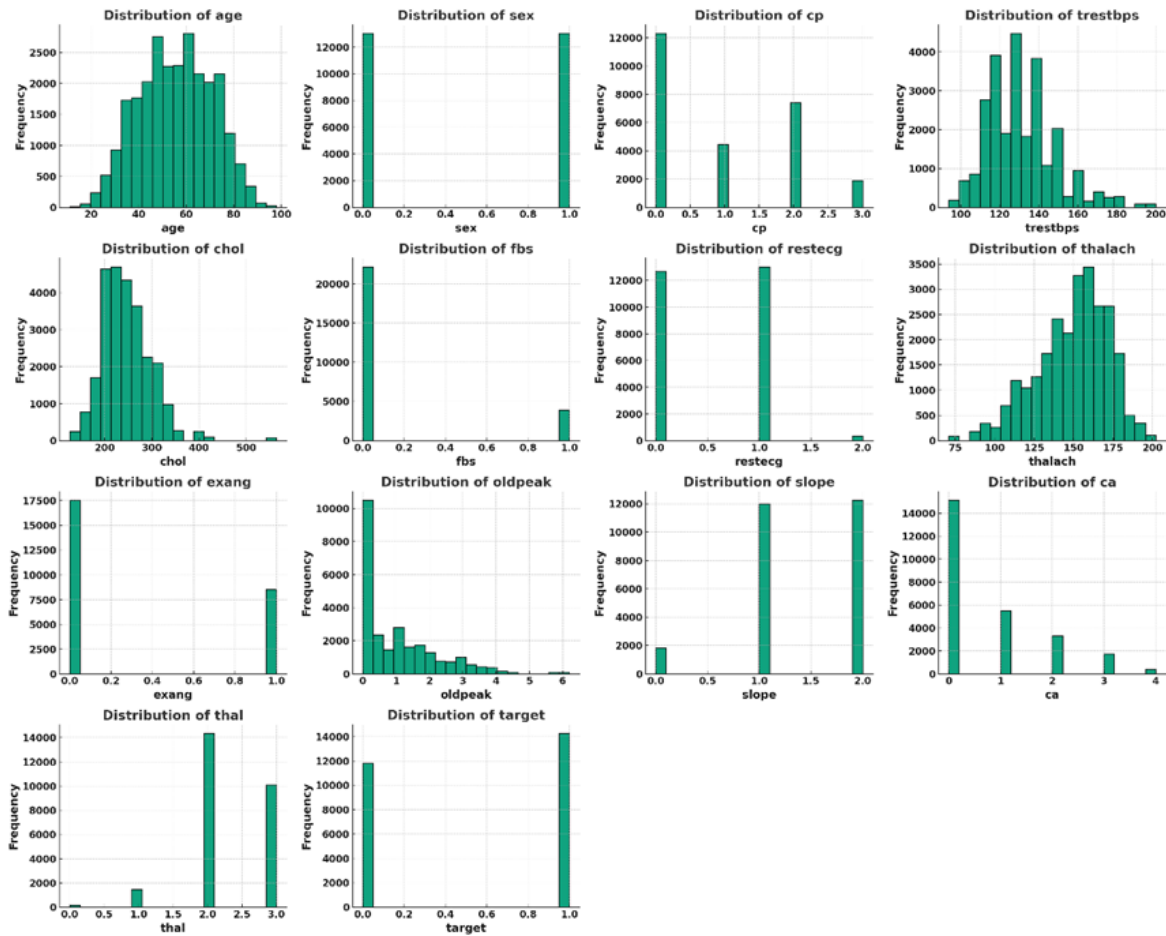 Distribution of age
Frequency
2500
2000
1500
1000
500
0
20 40 60 80 100
age
Distribution of sex
Frequency
12000
10000
8000
6000
4000
2000
0
0.0 0.2 0.4 0.6 0.8 1.0
sex
Distribution of cp
Frequency
12000
10000
8000
6000
4000
2000
0
0.0 0.5 1.0 1.5 2.0 2.5 3.0
cp
Distribution of trestbps
Frequency
4000
3000
2000
1000
0
100 120 140 160 180 200
trestbps
Distribution of chol
Frequency
4000
3000
2000
1000
0
200 300 400 500
chol
Distribution of fbs
Frequency
20000
15000
10000
5000
0
0.0 0.2 0.4 0.6 0.8 1.0
fbs
Distribution of restecg
Frequency
12000
10000
8000
6000
4000
2000
0
0.0 0.5 1.0 1.5 2.0
restecg
Distribution of thalach
Frequency
3500
3000
2500
2000
1500
1000
500
0
75 100 125 150 175 200
thalach
Distribution of exang
Frequency
17500
15000
12500
10000
7500
5000
2500
0
0.0 0.2 0.4 0.6 0.8 1.0
exang
Distribution of oldpeak
Frequency
10000
8000
6000
4000
2000
0
0 1 2 3 4 5 6
oldpeak
Distribution of slope
Frequency
12000
10000
8000
6000
4000
2000
0
0.0 0.5 1.0 1.5 2.0
slope
Distribution of ca
Frequency
14000
12000
10000
8000
6000
4000
2000
0
0 1 2 3 4
ca
Distribution of thal
Frequency
14000
12000
10000
8000
6000
4000
2000
0
0.0 0.5 1.0 1.5 2.0 2.5 3.0
thal
Distribution of target
Frequency
14000
12000
10000
8000
6000
4000
2000
0
0.0 0.2 0.4 0.6 0.8 1.0
target